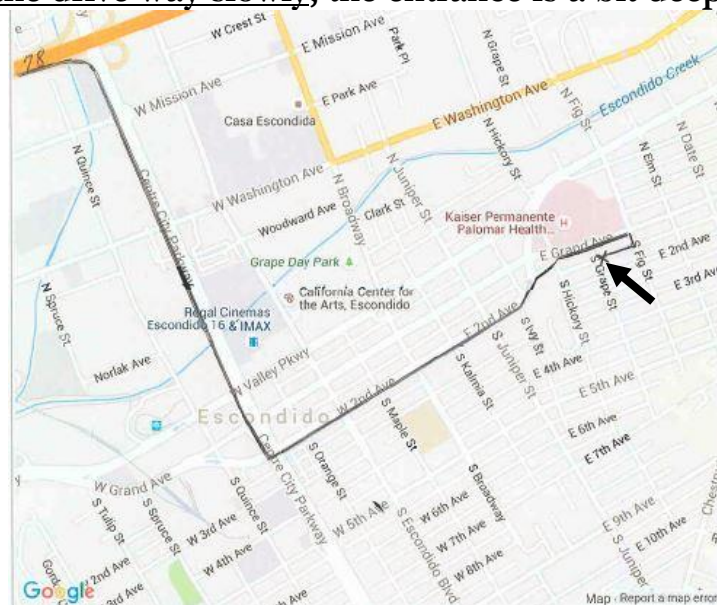 the drive way slowly, the entrance is a bit deep
78
W Crest St
E Mission Ave
Park Pl
N Grape St
W Mission Ave
Casa Escondida
E Park Ave
E Washington Ave
N Fig St
Escondido Creek
N Quince St
Centre City Parkway
W Washington Ave
N Broadway
N Juniper St
N Hickory St
N Elm St
N Date St
Woodward Ave
Clark St
Kaiser Permanente
Palomar Health...
H
Grape Day Park
E Grand Ave
S Fig St
E 2nd Ave
N Spruce St
California Center for
the Arts, Escondido
S Grape St
E 3rd Ave
Regal Cinemas
Escondido 16 & IMAX
E 2nd Ave
S Ivy St
S Hickory St
Norlak Ave
W Valley Pkwy
S Kalmia St
S Juniper St
E 4th Ave
E 5th Ave
Escondido
W 2nd Ave
S Maple St
E 6th Ave
E 7th Ave
W Grand Ave
Centre City Parkway
S Orange St
S Broadway
S Tulip St
S Spruce St
S Quince St
W 3rd Ave
W 4th Ave
W 5th Ave
S Escondido Blvd
W 6th Ave
W 7th Ave
W 8th Ave
E 9th Ave
E 10th Ave
S Juniper
2nd Ave
3rd Ave
Google
Map
Report a map error